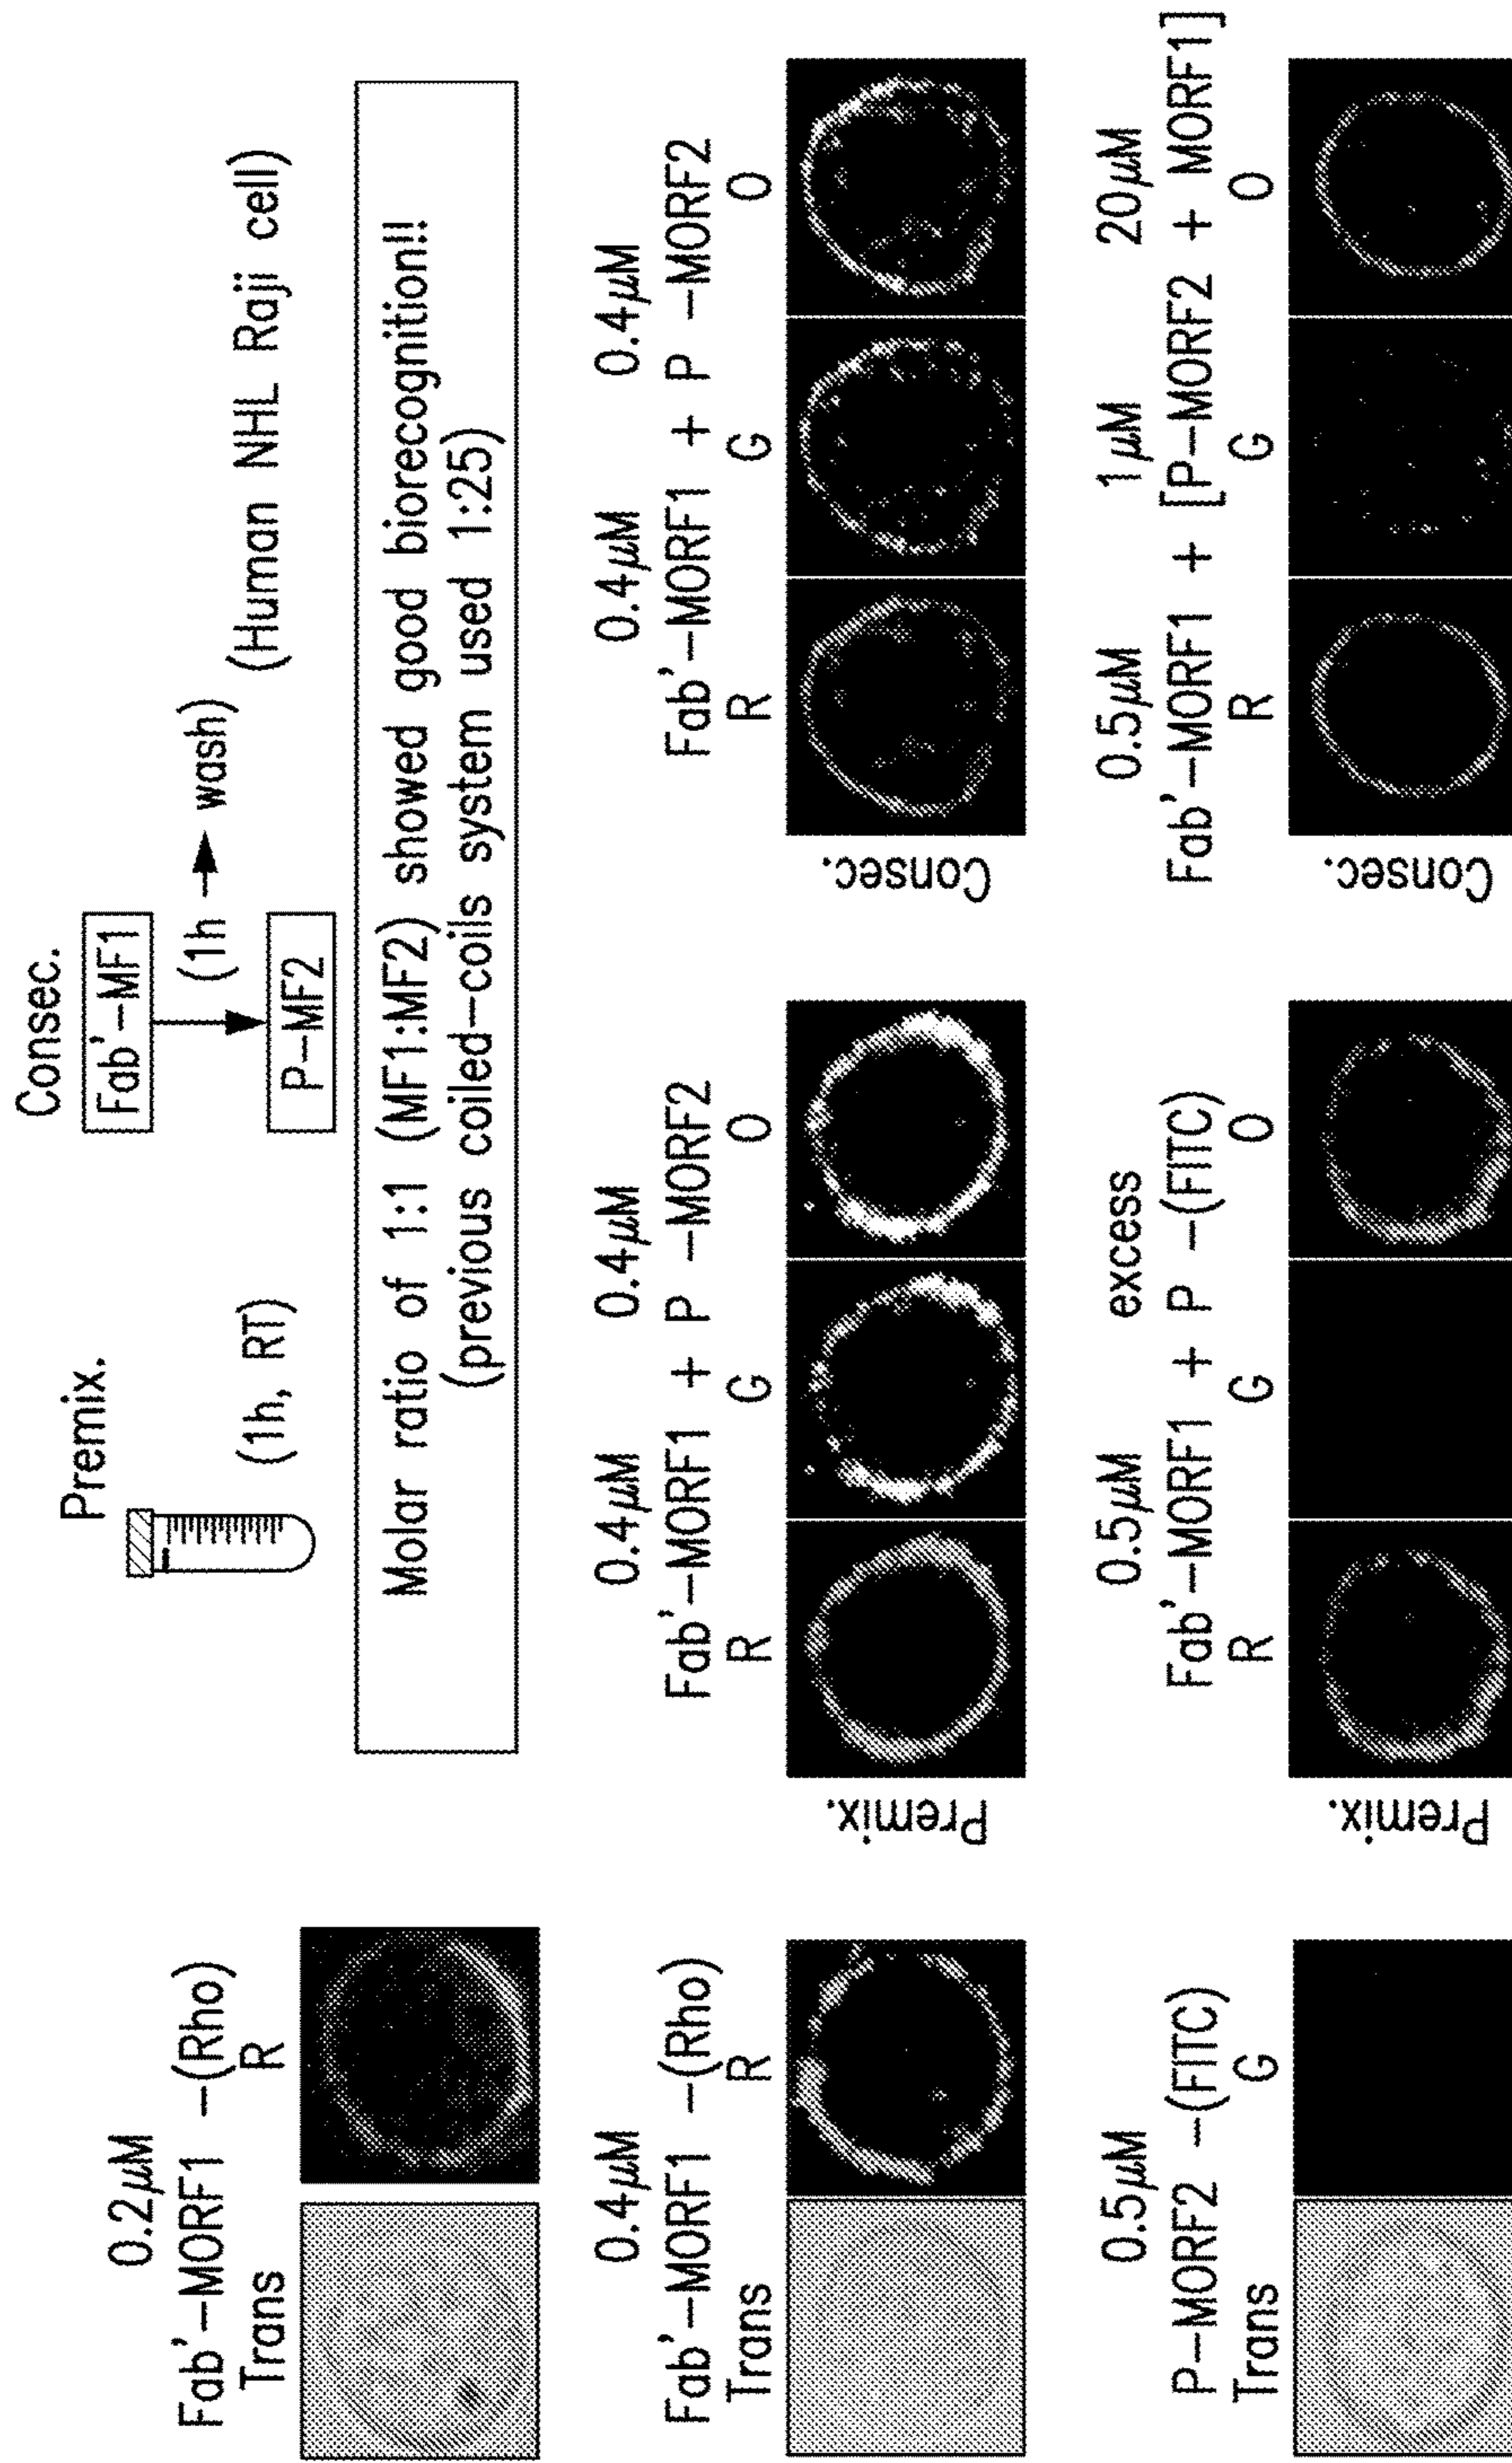 0.2μM
Fab'-MORF1 -(Rho)
Trans R
Premix.
(1h, RT)
Consec.
Fab'-MF1
(1h → wash)
P-MF2
(Human NHL Raji cell)
Molar ratio of 1:1 (MF1:MF2) showed good biorecognition!!
(previous coiled-coils system used 1:25)
0.4μM
Fab'-MORF1 -(Rho)
Trans R
Premix.
0.4μM 0.4μM
Fab'-MORF1 + P -MORF2
R G O
Consec.
0.4μM 0.4μM
Fab'-MORF1 + P -MORF2
R G O
0.5μM
P-MORF2 -(FITC)
Trans G
Premix.
0.5μM excess
Fab'-MORF1 + P -(FITC)
R G O
Consec.
0.5μM 1μM 20μM
Fab'-MORF1 + [P-MORF2 + MORF1]
R G O